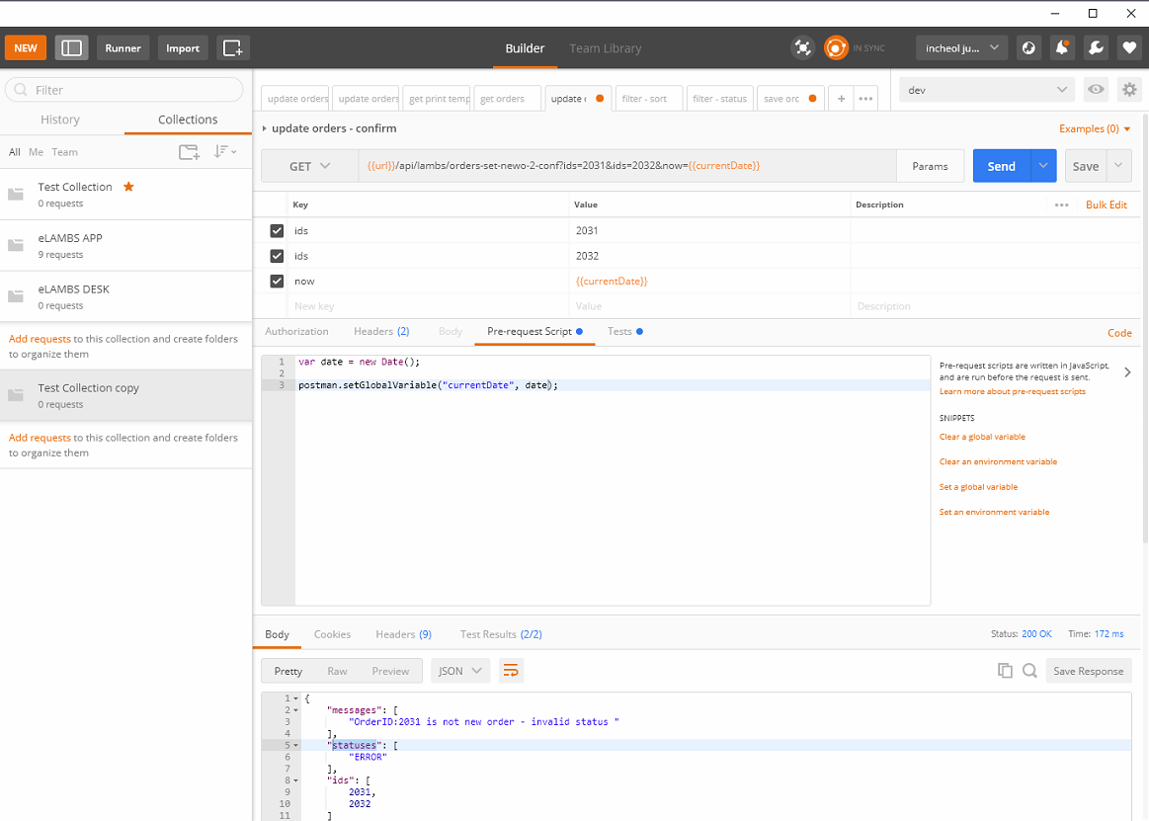 NEW
Runner
Import
Builder
Team Library
IN SYNC
incheol ju...
Filter
History
Collections
All Me Team
Test Collection
0 requests
eLAMBS APP
9 requests
eLAMBS DESK
0 requests
Add requests to this collection and create folders
to organize them
Test Collection copy
0 requests
Add requests to this collection and create folders
to organize them
update orders
update orders
get print temp
get orders
update
filter - sort
filter - status
save orc
+
•••
dev
update orders - confirm
Examples (0)
GET
{{url}}/api/lambs/orders-set-newo-2-conf?ids=2031&ids=2032&now={{currentDate}}
Params
Send
Save
Key Value Description ••• Bulk Edit
ids 2031
ids 2032
now {{currentDate}}
New key Value Description
Authorization Headers (2) Body Pre-request Script Tests Code
1 var date = new Date();
2
3 postman.setGlobalVariable("currentDate", date);
Pre-request scripts are written in JavaScript,
and are run before the request is sent.
Learn more about pre-request scripts
SNIPPETS
Clear a global variable
Clear an environment variable
Set a global variable
Set an environment variable
Body Cookies Headers (9) Test Results (2/2) Status: 200 OK Time: 172 ms
Pretty Raw Preview JSON Save Response
1 {
2 "messages": [
3 "OrderID:2031 is not new order - invalid status "
4 ],
5 "statuses": [
6 "ERROR"
7 ],
8 "ids": [
9 2031,
10 2032
11 ]